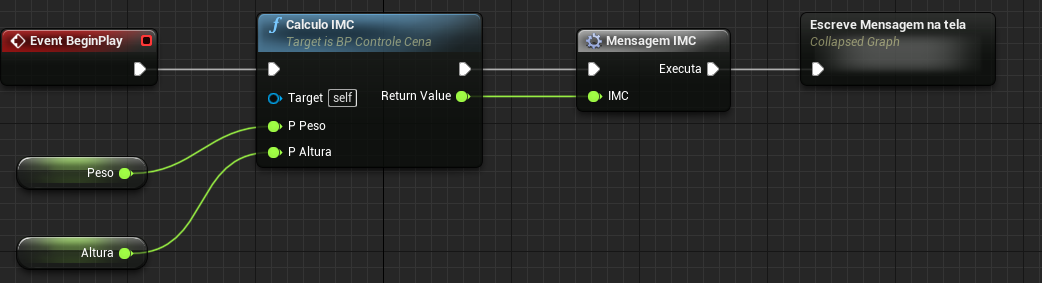 Event BeginPlay
Calculo IMC
Target is BP Controle Cena
Target self
Return Value
P Peso
P Altura
Mensagem IMC
Executa
IMC
Escreve Mensagem na tela
Collapsed Graph
Peso
Altura